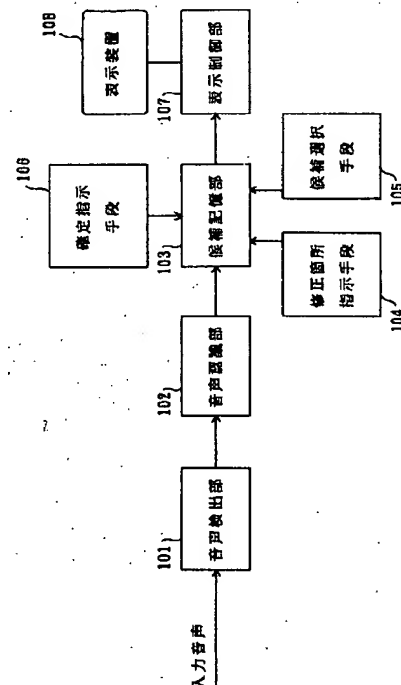 入力音声
101
音声検出部
102
音声認識部
103
候補記憶部
104
修正箇所
指示手段
105
候補選択
手段
106
確定指示
手段
107
表示制御部
108
表示装置